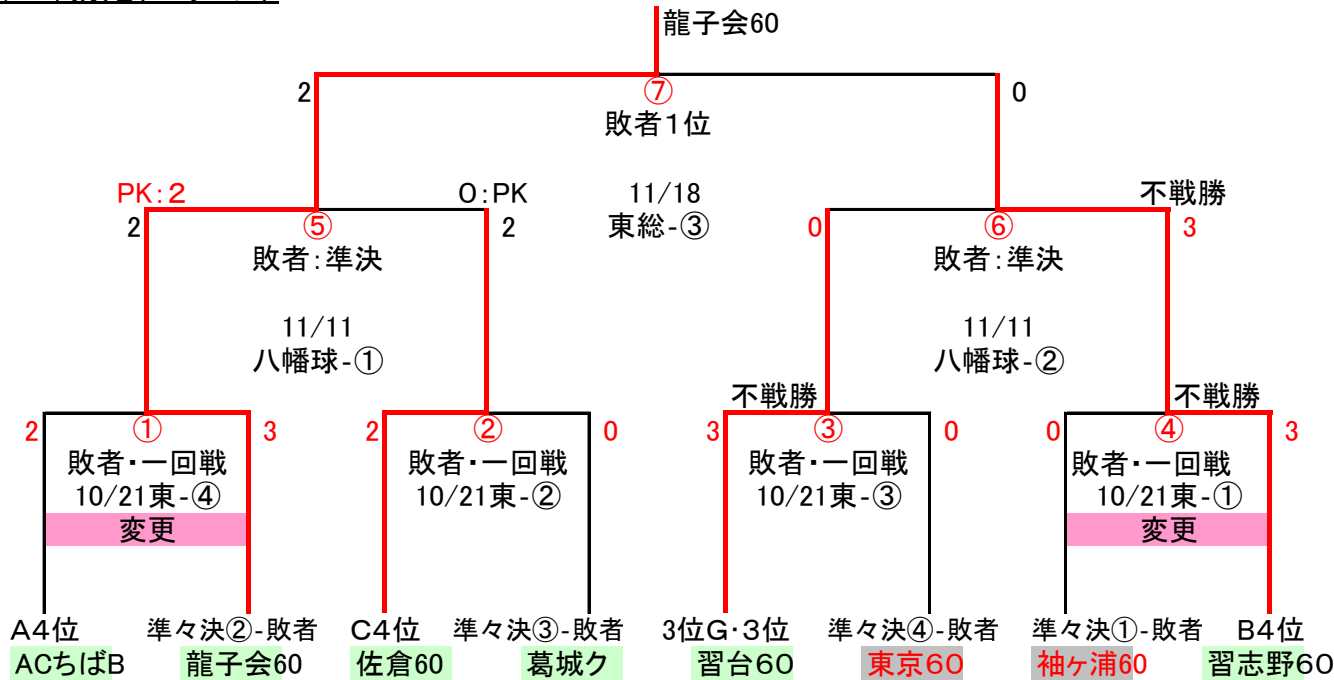 龍子会60
2
⑦
0
敗者1位
PK:2
O:PK
11/18
不戦勝
2
⑤
2
東総-③
0
⑥
3
敗者:準決
敗者:準決
11/11
11/11
八幡球-①
八幡球-②
不戦勝
不戦勝
2
①
3
2
②
0
3
③
0
0
④
3
敗者・一回戦
敗者・一回戦
敗者・一回戦
敗者・一回戦
10/21東-④
10/21東-②
10/21東-③
10/21東-①
変更
変更
A4位
準々決②-敗者
C4位
準々決③-敗者
3位G・3位
準々決④-敗者
準々決①-敗者
B4位
ACちばB
龍子会60
佐倉60
葛城ク
習台60
東京60
袖ヶ浦60
習志野60